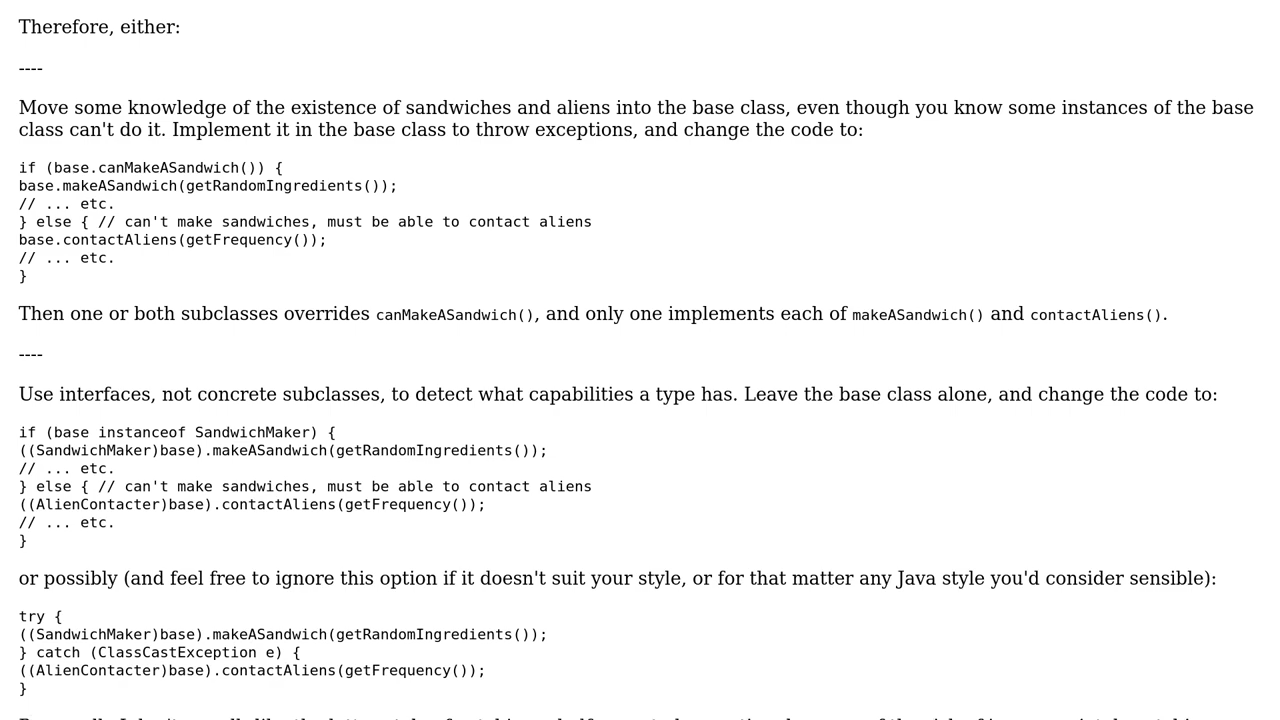 Therefore, either:
----
Move some knowledge of the existence of sandwiches and aliens into the base class, even though you know some instances of the base
class can't do it. Implement it in the base class to throw exceptions, and change the code to:
if (base.canMakeASandwich()) {
base.makeASandwich(getRandomIngredients());
// ... etc.
} else { // can't make sandwiches, must be able to contact aliens
base.contactAliens(getFrequency());
// ... etc.
}
Then one or both subclasses overrides canMakeASandwich(), and only one implements each of makeASandwich() and contactAliens().
----
Use interfaces, not concrete subclasses, to detect what capabilities a type has. Leave the base class alone, and change the code to:
if (base instanceof SandwichMaker) {
((SandwichMaker)base).makeASandwich(getRandomIngredients());
// ... etc.
} else { // can't make sandwiches, must be able to contact aliens
((AlienContacter)base).contactAliens(getFrequency());
// ... etc.
}
or possibly (and feel free to ignore this option if it doesn't suit your style, or for that matter any Java style you'd consider sensible):
try {
((SandwichMaker)base).makeASandwich(getRandomIngredients());
} catch (ClassCastException e) {
((AlienContacter)base).contactAliens(getFrequency());
}